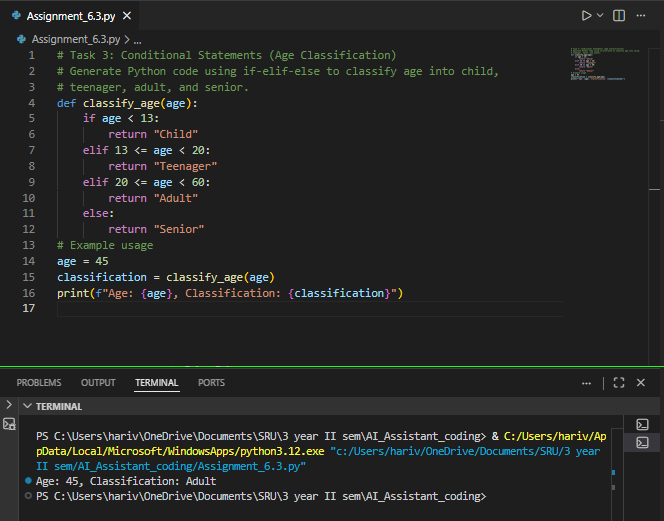 Assignment_6.3.py
Assignment_6.3.py > ...
1 # Task 3: Conditional Statements (Age Classification)
2 # Generate Python code using if-elif-else to classify age into child,
3 # teenager, adult, and senior.
4 def classify_age(age):
5     if age < 13:
6         return "Child"
7     elif 13 <= age < 20:
8         return "Teenager"
9     elif 20 <= age < 60:
10         return "Adult"
11     else:
12         return "Senior"
13 # Example usage
14 age = 45
15 classification = classify_age(age)
16 print(f"Age: {age}, Classification: {classification}")
17
PROBLEMS OUTPUT TERMINAL PORTS
TERMINAL
PS C:\Users\hariv\OneDrive\Documents\SRU\3 year II sem\AI_Assistant_coding> & C:/Users/hariv/Ap
pData/Local/Microsoft/WindowsApps/python3.12.exe "c:/Users/hariv/OneDrive/Documents/SRU/3 year
II sem/AI_Assistant_coding/Assignment_6.3.py"
Age: 45, Classification: Adult
PS C:\Users\hariv\OneDrive\Documents\SRU\3 year II sem\AI_Assistant_coding>